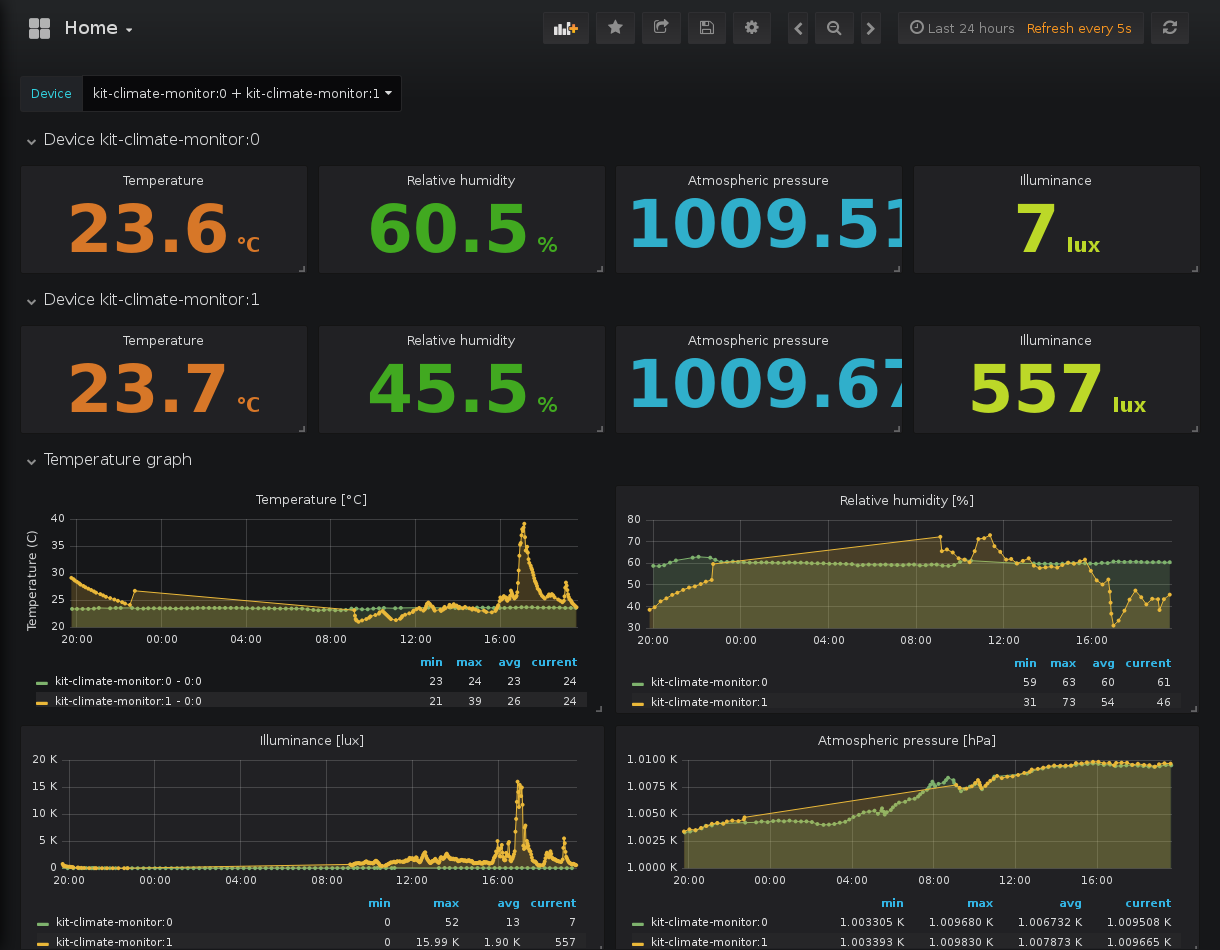 Home
Last 24 hours Refresh every 5s
Device kit-climate-monitor:0 + kit-climate-monitor:1
Device kit-climate-monitor:0
Temperature Relative humidity Atmospheric pressure Illuminance
23.6 °C 60.5 % 1009.51 7 lux
Device kit-climate-monitor:1
Temperature Relative humidity Atmospheric pressure Illuminance
23.7 °C 45.5 % 1009.67 557 lux
Temperature graph
Temperature [°C]
Temperature (C)
40
35
30
25
20
20:00 00:00 04:00 08:00 12:00 16:00
min max avg current
kit-climate-monitor:0 - 0:0 23 24 23 24
kit-climate-monitor:1 - 0:0 21 39 26 24
Relative humidity [%]
80
70
60
50
40
30
20:00 00:00 04:00 08:00 12:00 16:00
min max avg current
kit-climate-monitor:0 59 63 60 61
kit-climate-monitor:1 31 73 54 46
Illuminance [lux]
20 K
15 K
10 K
5 K
0
20:00 00:00 04:00 08:00 12:00 16:00
min max avg current
kit-climate-monitor:0 0 52 13 7
kit-climate-monitor:1 0 15.99 K 1.90 K 557
Atmospheric pressure [hPa]
1.0100 K
1.0075 K
1.0050 K
1.0025 K
1.0000 K
20:00 00:00 04:00 08:00 12:00 16:00
min max avg current
kit-climate-monitor:0 1.003305 K 1.009680 K 1.006732 K 1.009508 K
kit-climate-monitor:1 1.003393 K 1.009830 K 1.007873 K 1.009665 K